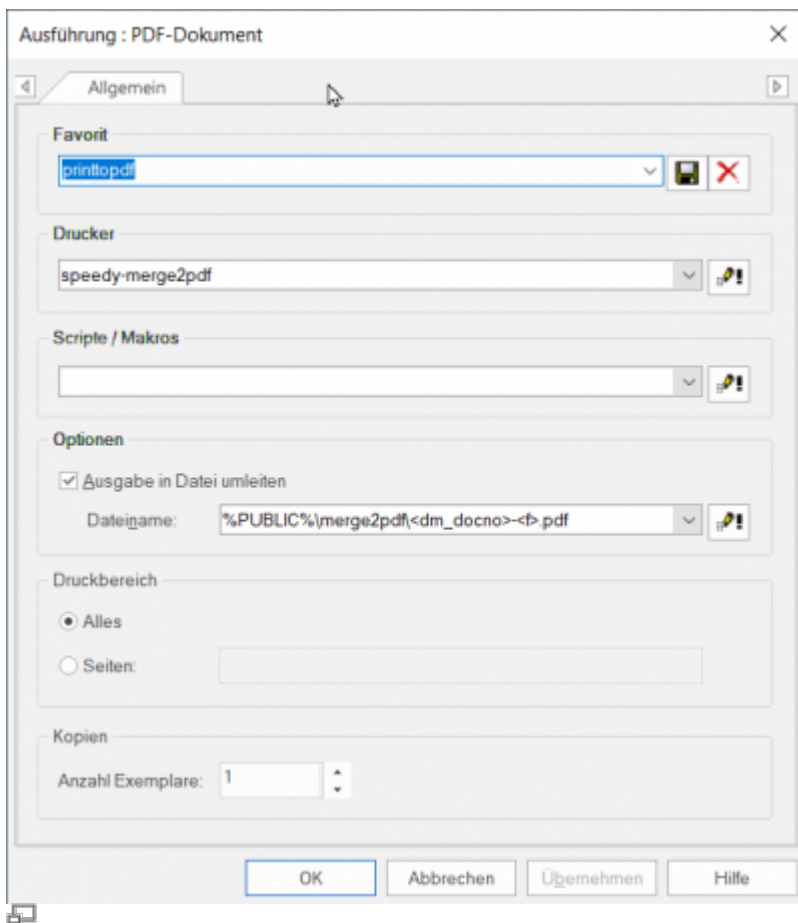 Ausführung : PDF-Dokument
Allgemein
Favorit
printtopdf
Drucker
speedy-merge2pdf
Scripte / Makros
Optionen
Ausgabe in Datei umleiten
Dateiname: %PUBLIC%\merge2pdf\<dm_docno>-<f>.pdf
Druckbereich
Alles
Seiten:
Kopien
Anzahl Exemplare: 1
OK Abbrechen Übernehmen Hilfe